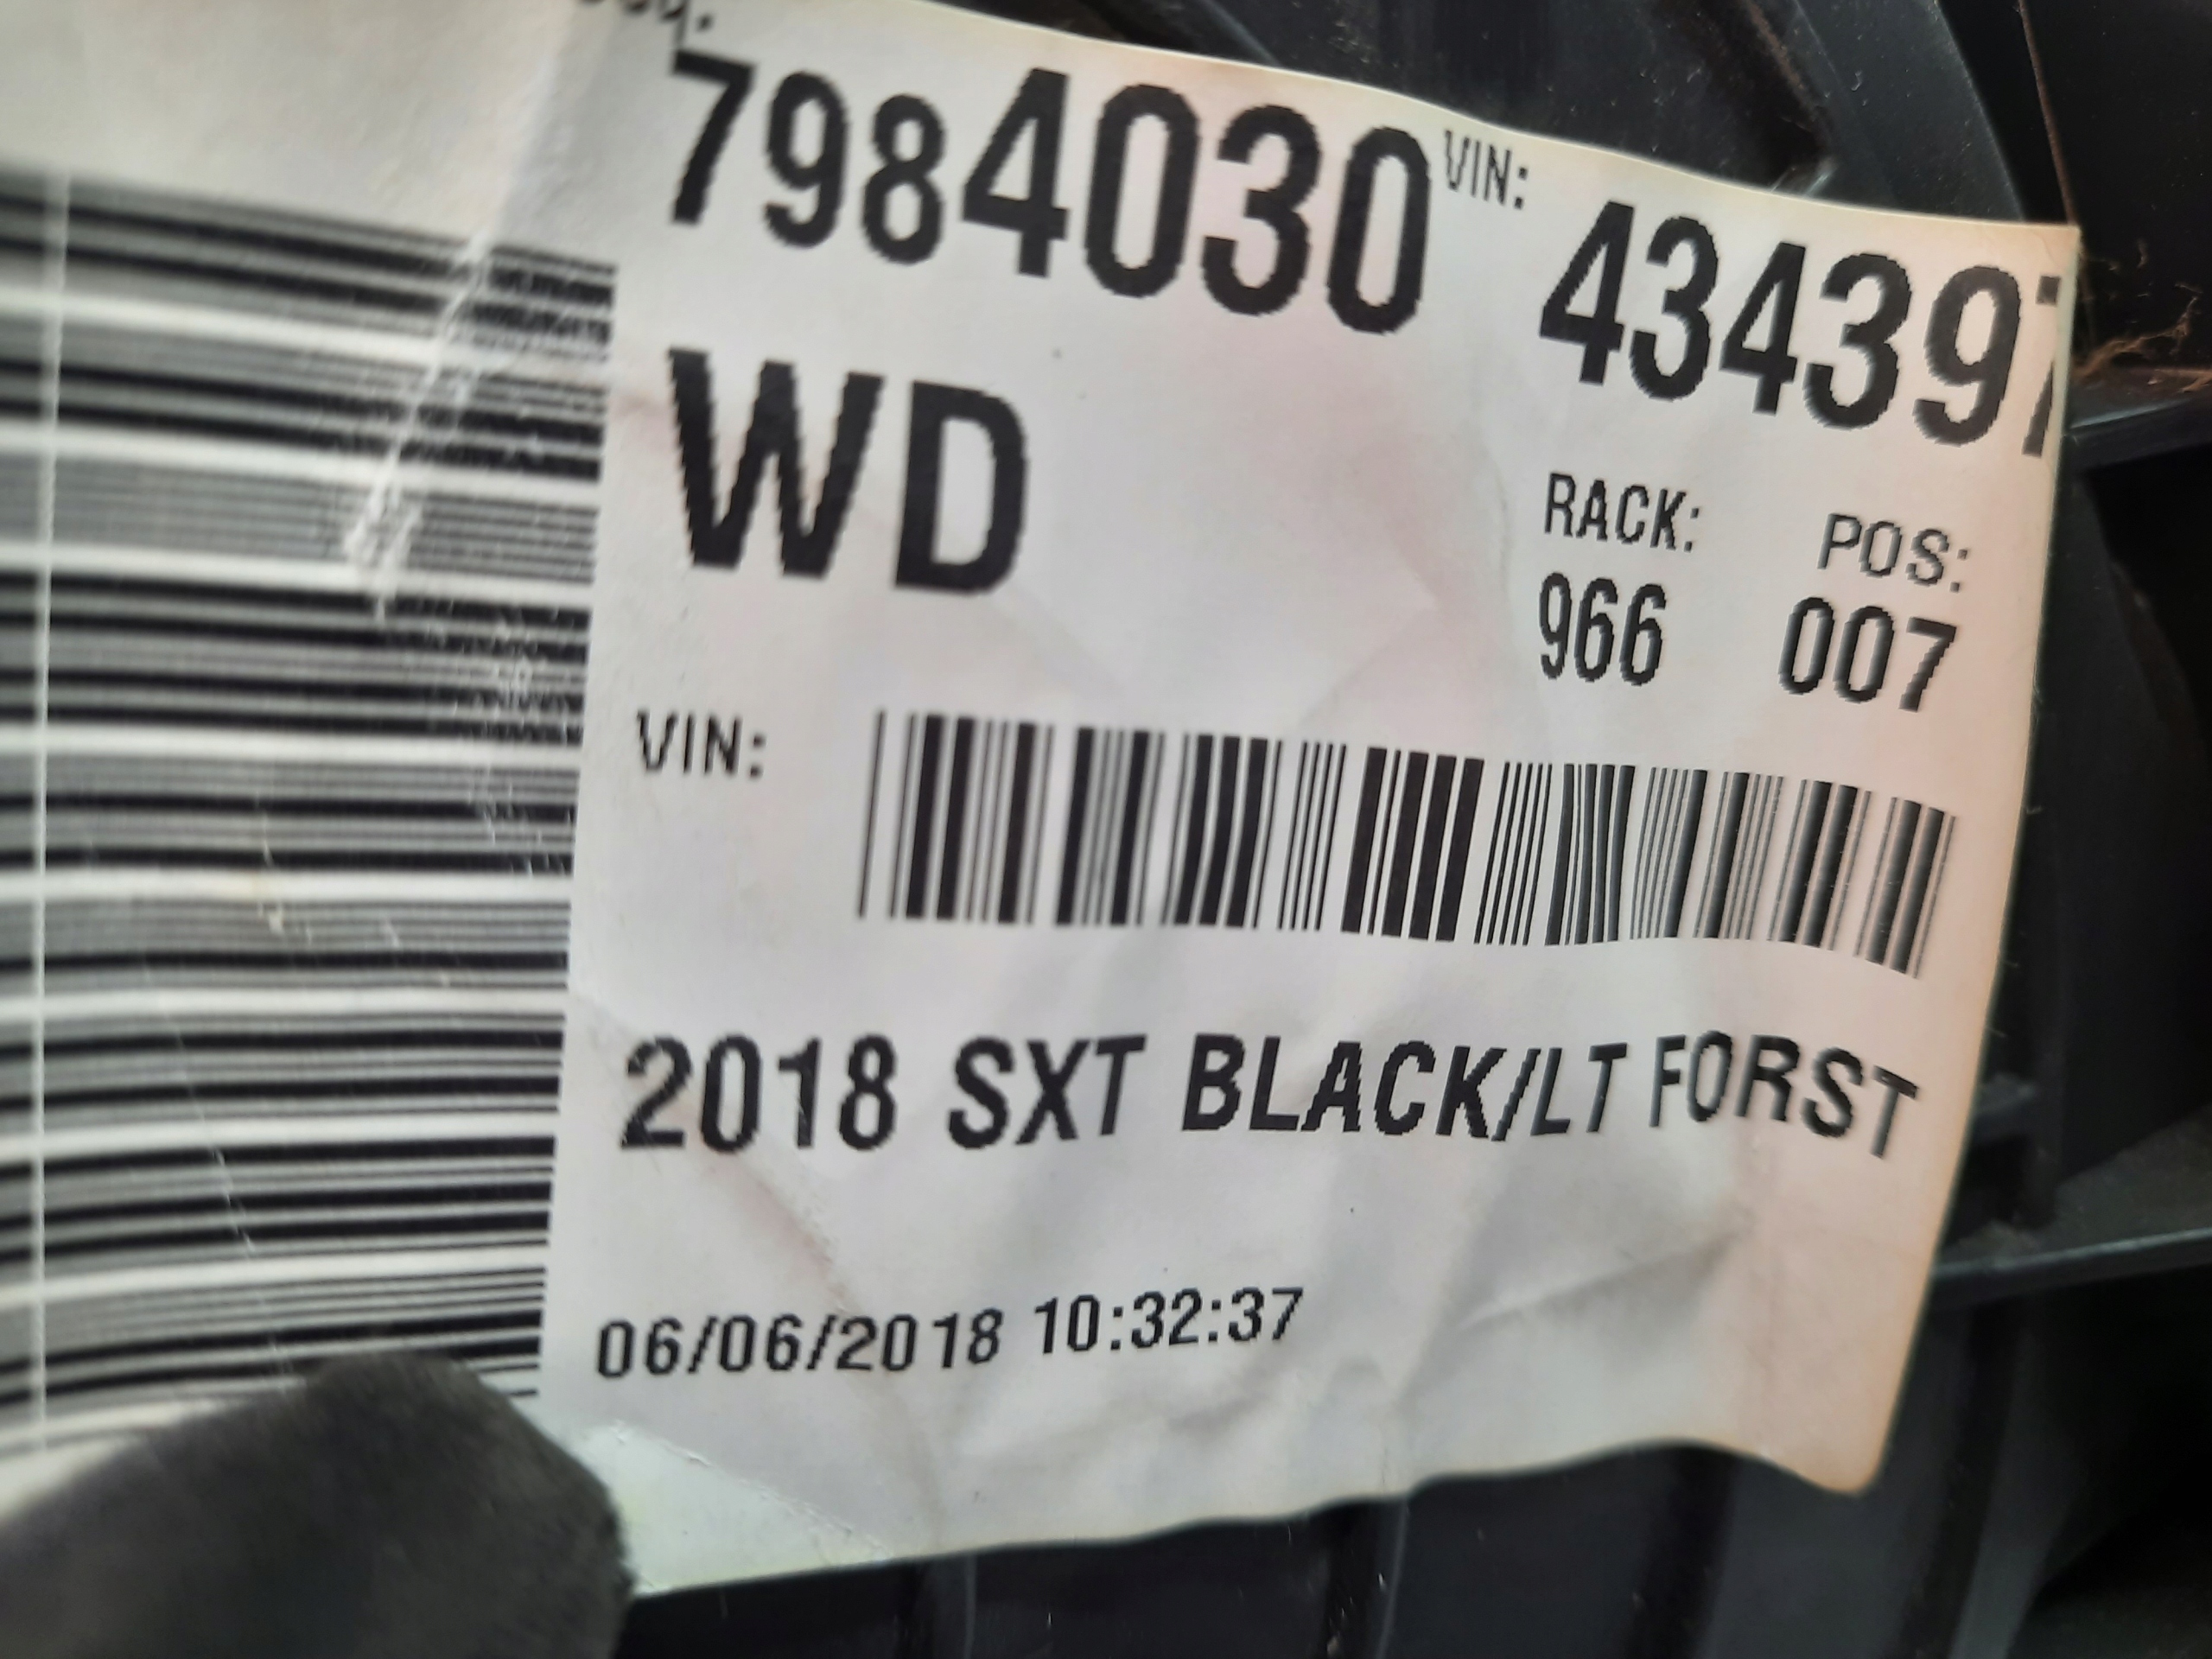 7984030 VIN: 434397
WD
RACK: POS:
966 007
VIN:
2018 SXT BLACK/LT FORST
06/06/2018 10:32:37